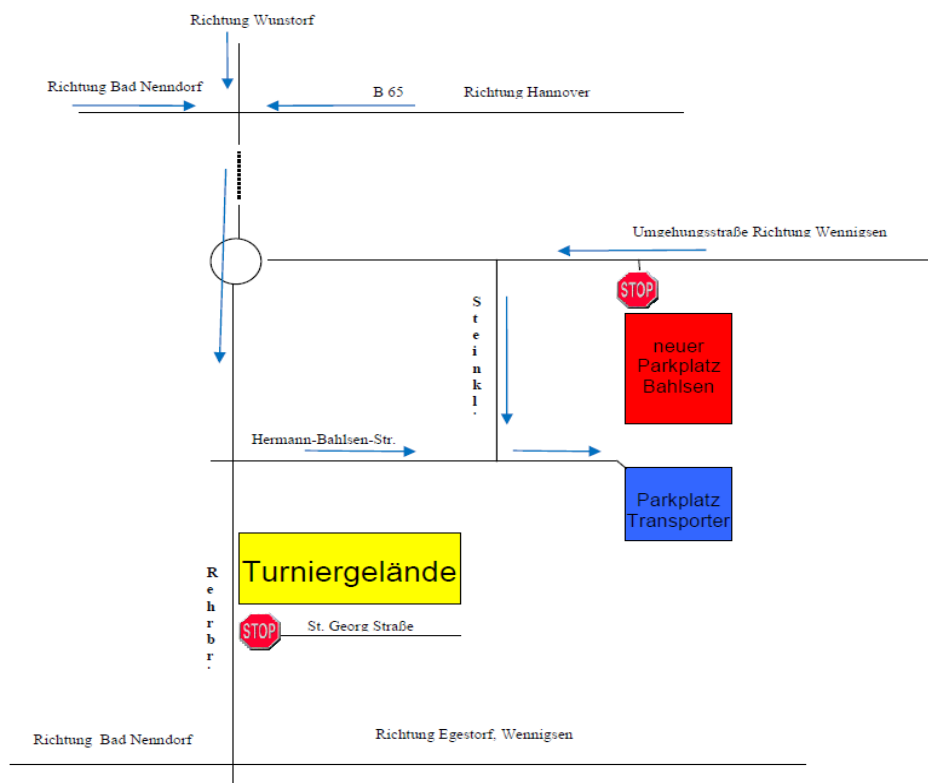 Richtung Wunstorf
Richtung Bad Nenndorf
B 65
Richtung Hannover
Umgehungsstraße Richtung Wennigsen
STOP
Steinkl.
neuer
Parkplatz
Bahlsen
Hermann-Bahlsen-Str.
Parkplatz
Transporter
Turniergelände
Rehrbr.
STOP
St. Georg Straße
Richtung Bad Nenndorf
Richtung Egestorf, Wennigsen